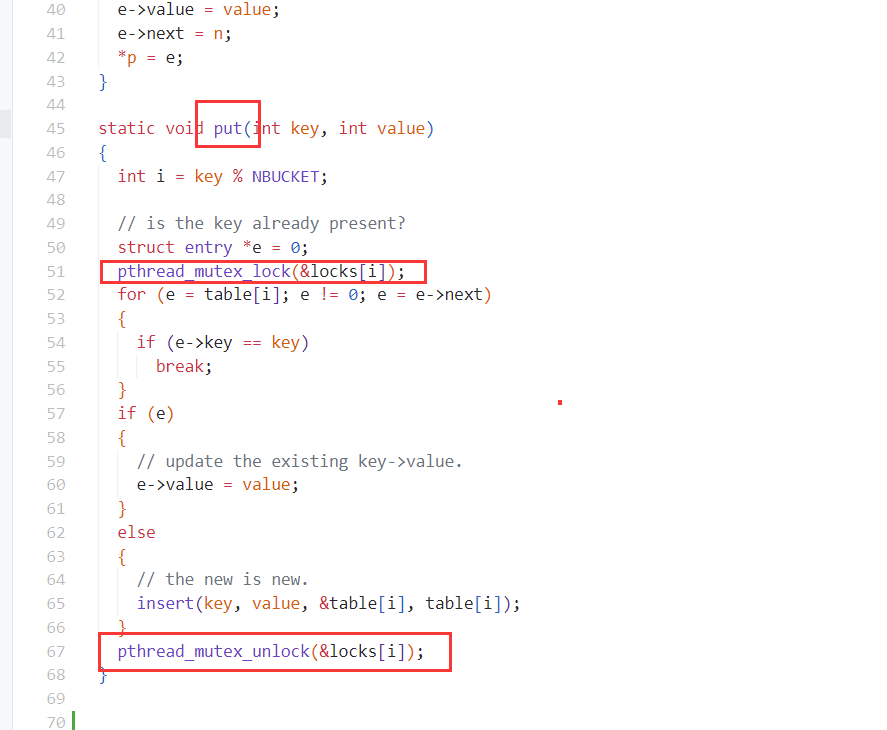 40 e->value = value;
41 e->next = n;
42 *p = e;
43 }
44
45 static void put(int key, int value)
46 {
47 int i = key % NBUCKET;
48
49 // is the key already present?
50 struct entry *e = 0;
51 pthread_mutex_lock(&locks[i]);
52 for (e = table[i]; e != 0; e = e->next)
53 {
54 if (e->key == key)
55 break;
56 }
57 if (e)
58 {
59 // update the existing key->value.
60 e->value = value;
61 }
62 else
63 {
64 // the new is new.
65 insert(key, value, &table[i], table[i]);
66 }
67 pthread_mutex_unlock(&locks[i]);
68 }
69
70